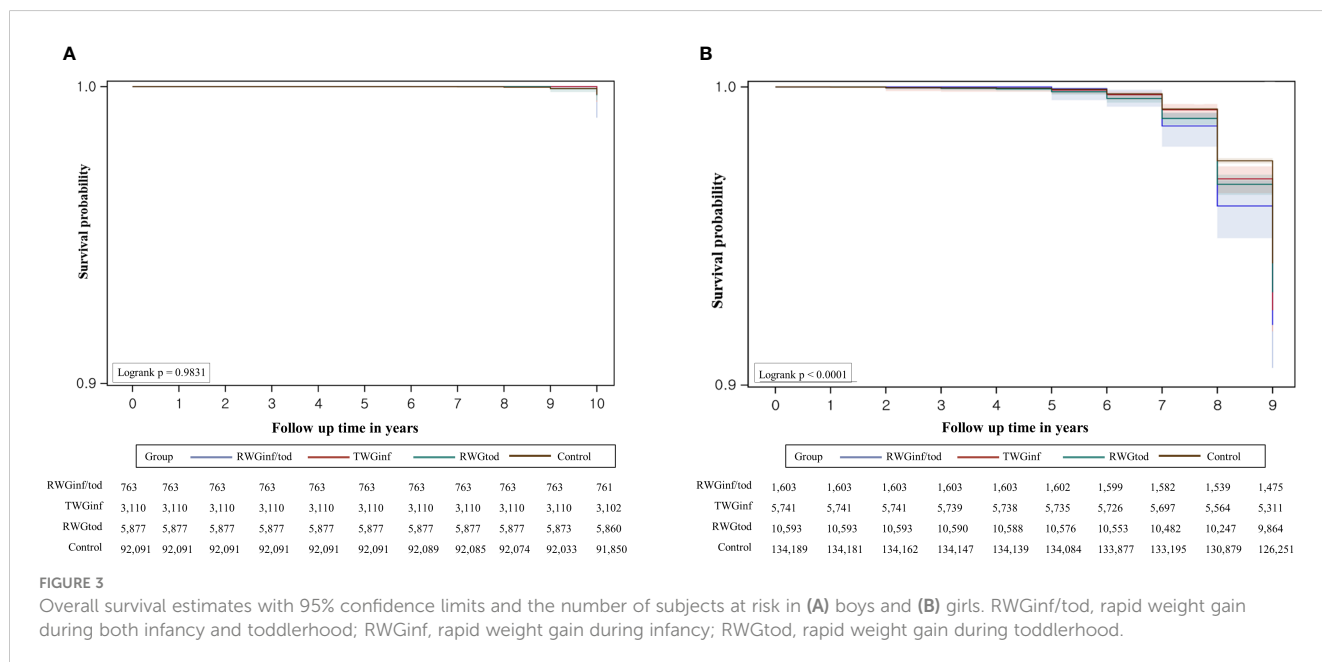 A
1.0
0.9
Survival probability
Logrank p = 0.9831
0 1 2 3 4 5 6 7 8 9 10
Follow up time in years
Group RWGinf/tod TWGinf RWGtod Control
RWGinf/tod 763 763 763 763 763 763 763 763 763 763 761
TWGinf 3,110 3,110 3,110 3,110 3,110 3,110 3,110 3,110 3,110 3,110 3,102
RWGtod 5,877 5,877 5,877 5,877 5,877 5,877 5,877 5,877 5,877 5,873 5,860
Control 92,091 92,091 92,091 92,091 92,091 92,091 92,089 92,085 92,074 92,033 91,850
B
1.0
0.9
Survival probability
Logrank p < 0.0001
0 1 2 3 4 5 6 7 8 9
Follow up time in years
Group RWGinf/tod TWGinf RWGtod Control
RWGinf/tod 1,603 1,603 1,603 1,603 1,603 1,602 1,599 1,582 1,539 1,475
TWGinf 5,741 5,741 5,741 5,739 5,738 5,735 5,726 5,697 5,564 5,311
RWGtod 10,593 10,593 10,593 10,590 10,588 10,576 10,553 10,482 10,247 9,864
Control 134,189 134,181 134,162 134,147 134,139 134,084 133,877 133,195 130,879 126,251
FIGURE 3
Overall survival estimates with 95% confidence limits and the number of subjects at risk in (A) boys and (B) girls. RWGinf/tod, rapid weight gain
during both infancy and toddlerhood; RWGinf, rapid weight gain during infancy; RWGtod, rapid weight gain during toddlerhood.